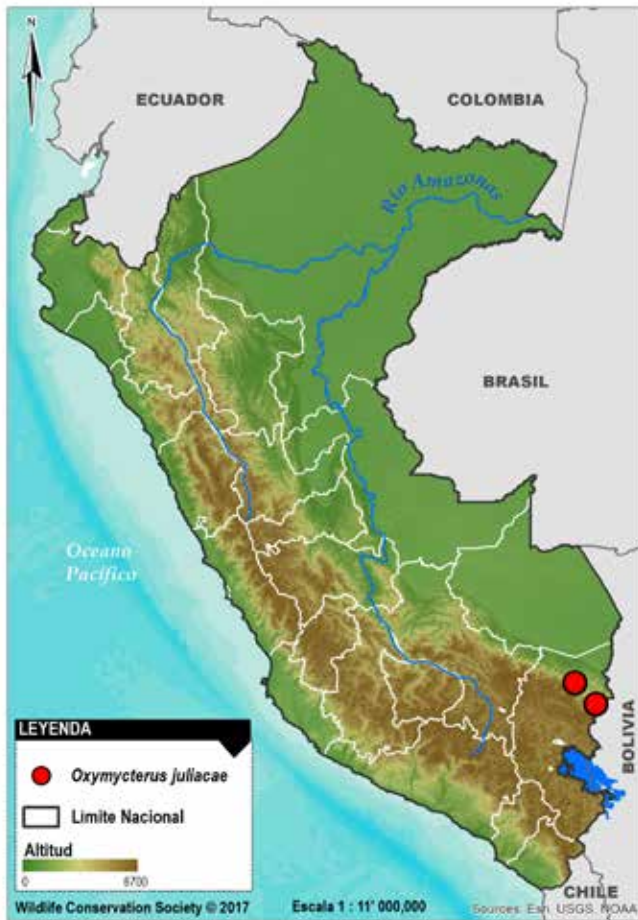 N
ECUADOR
COLOMBIA
Río Amazonas
BRASIL
Oceano
Pacífico
BOLIVIA
LEYENDA
Oxymycterus juliacae
Limite Nacional
Altitud
0 6700
CHILE
Wildlife Conservation Society © 2017 Escala 1 : 11' 000,000 Sources: Esri, USGS, NOAA